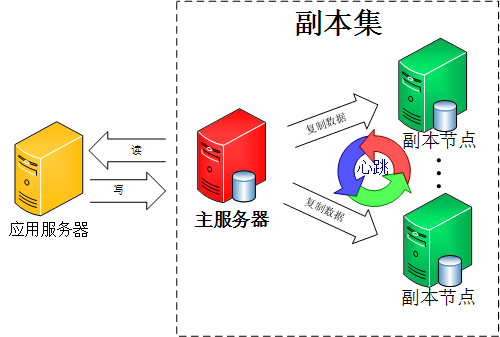 副本集
复制数据
副本节点
读
心跳
写
主服务器
复制数据
应用服务器
副本节点